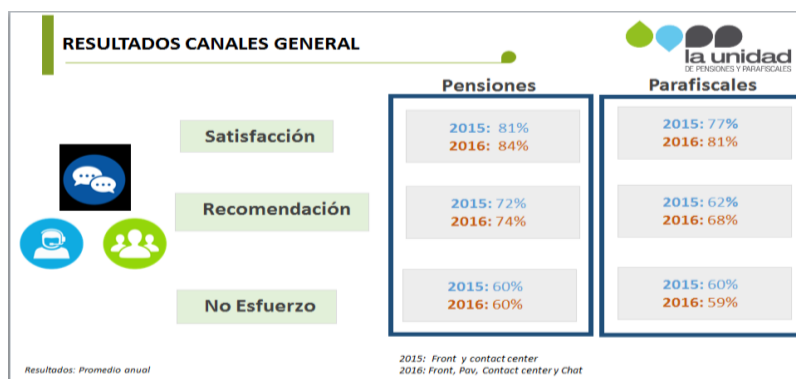 RESULTADOS CANALES GENERAL
la unidad
DE PENSIONES Y PARAFISCALES
Pensiones
Parafiscales
Satisfacción
2015: 81%
2016: 84%
2015: 77%
2016: 81%
Recomendación
2015: 72%
2016: 74%
2015: 62%
2016: 68%
No Esfuerzo
2015: 60%
2016: 60%
2015: 60%
2016: 59%
Resultados: Promedio anual
2015: Front y contact center
2016: Front, Pav, Contact center y Chat